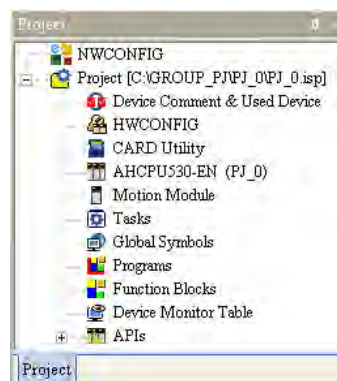 Project
NWCONFIG
Project [C:\GROUP_PJ\PJ_0\PJ_0.isp]
Device Comment & Used Device
HWCONFIG
CARD Utility
AHCPU530-EN (PJ_0)
Motion Module
Tasks
Global Symbols
Programs
Function Blocks
Device Monitor Table
APIs
Project